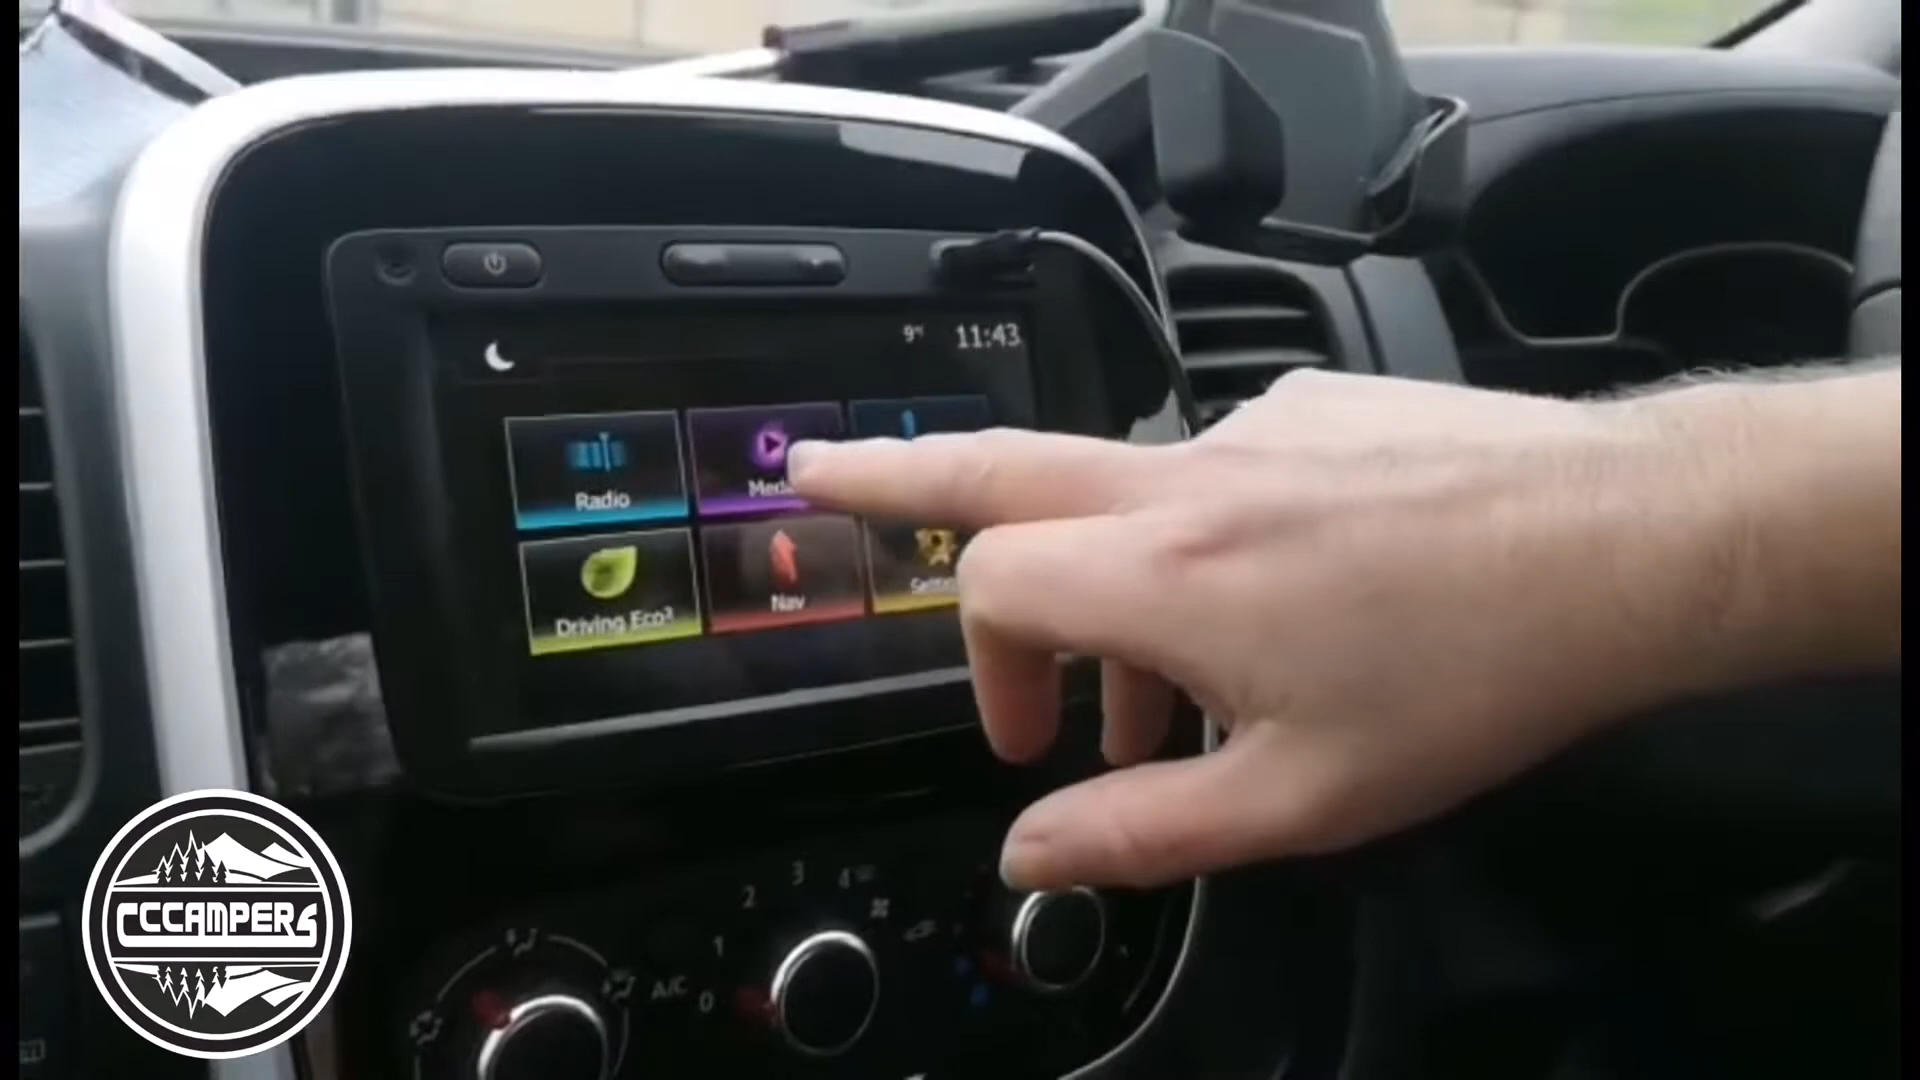 9°
11:43
Radio
Driving Eco²
Nav
2
3
4
1
A/C
0
CCCAMPERS